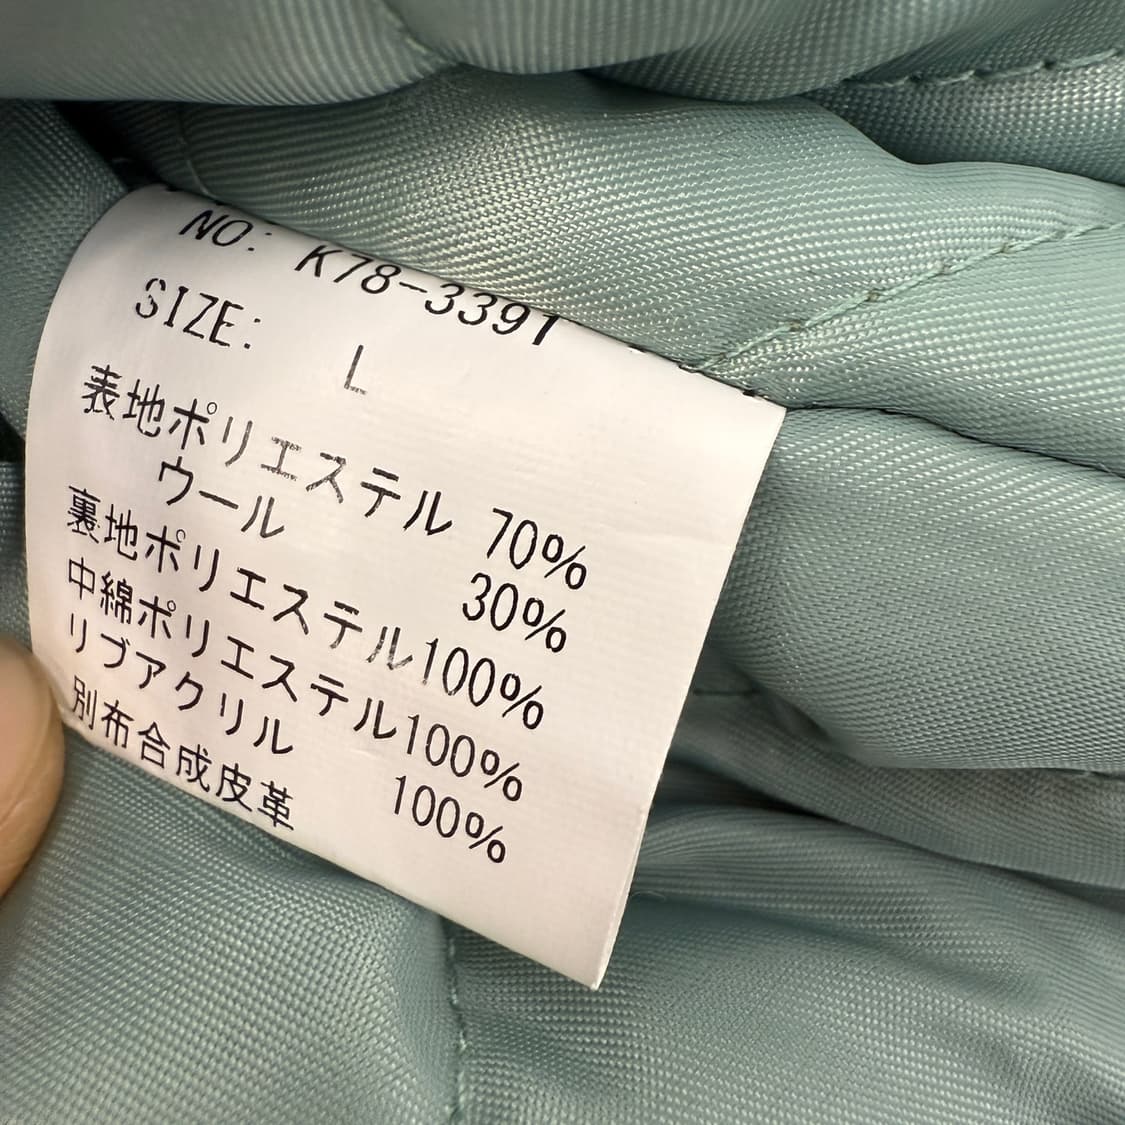 NO: K78-3391
SIZE: L
表地ポリエステル 70%
ウール 30%
裏地ポリエステル100%
中綿ポリエステル100%
リブアクリル 100%
別布合成皮革